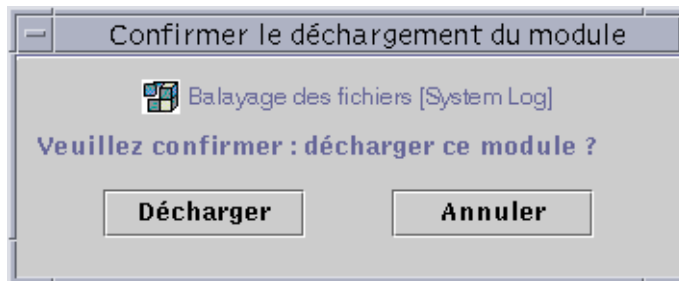 Confirmer le déchargement du module
Balayage des fichiers [System Log]
Veuillez confirmer : décharger ce module ?
Décharger Annuler